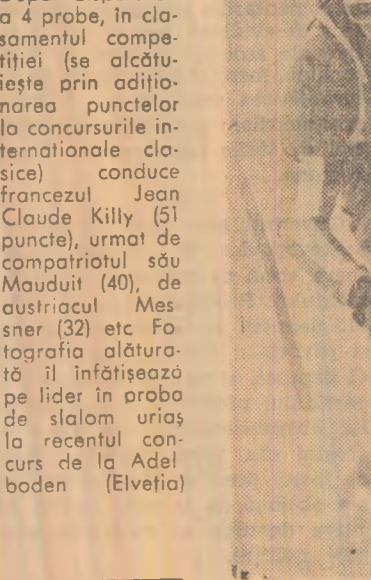 a 4 probe, în cla-
samentul compe-
tiției (se alcătu-
iește prin adițio-
narea punctelor
la concursurile in-
ternationale cla-
sice) conduce
francezul Jean
Claude Killy (51
puncte), urmat de
compatriotul său
Mauduit (40), de
austriacul Mes
sner (32) etc Fo
tografia alătura-
tă îl înfătișează
pe lider în proba
de slalom uriaș
la recentul con-
curs de la Adel
boden (Elveția)